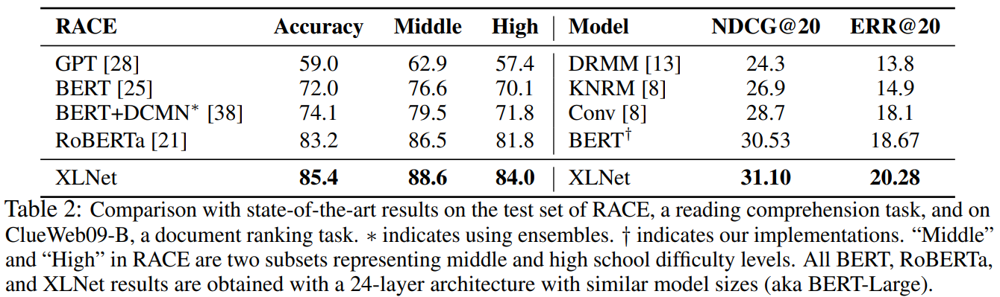 RACE Accuracy Middle High Model NDCG@20 ERR@20
GPT [28] 59.0 62.9 57.4 DRMM [13] 24.3 13.8
BERT [25] 72.0 76.6 70.1 KNRM [8] 26.9 14.9
BERT+DCMN∗ [38] 74.1 79.5 71.8 Conv [8] 28.7 18.1
RoBERTa [21] 83.2 86.5 81.8 BERT† 30.53 18.67
XLNet 85.4 88.6 84.0 XLNet 31.10 20.28
Table 2: Comparison with state-of-the-art results on the test set of RACE, a reading comprehension task, and on
ClueWeb09-B, a document ranking task. ∗ indicates using ensembles. † indicates our implementations. “Middle”
and “High” in RACE are two subsets representing middle and high school difficulty levels. All BERT, RoBERTa,
and XLNet results are obtained with a 24-layer architecture with similar model sizes (aka BERT-Large).